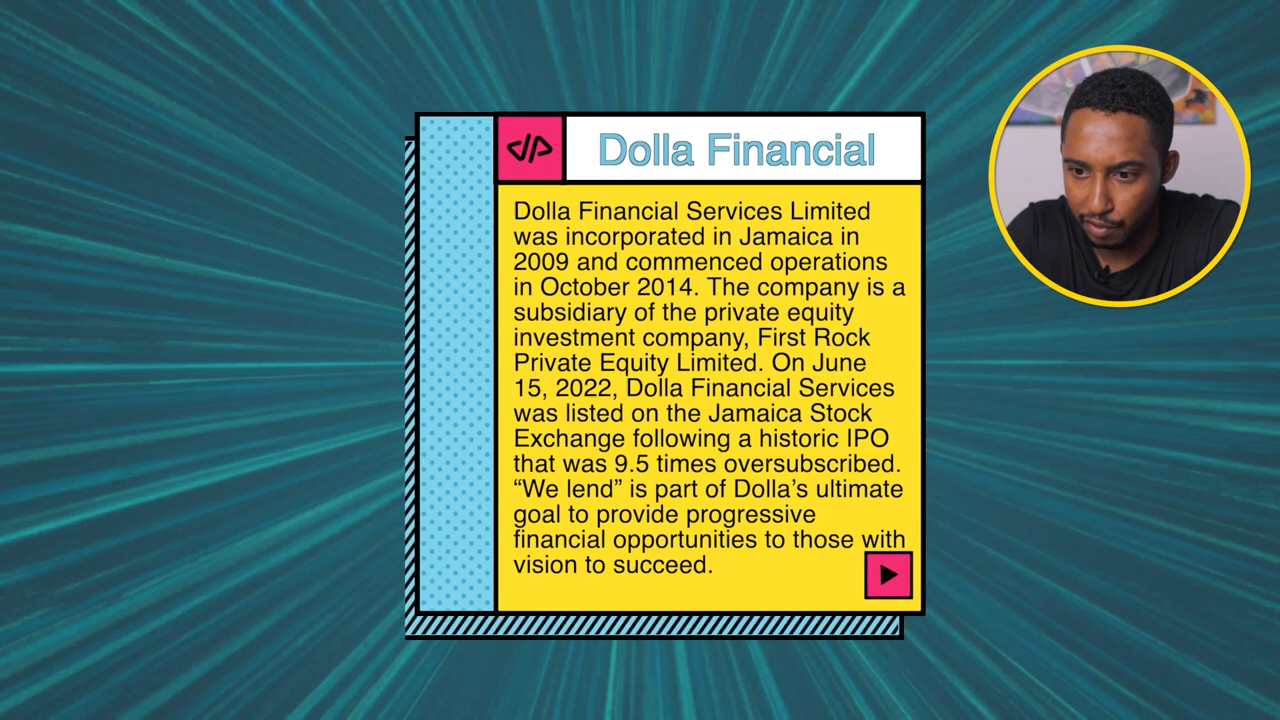 Dolla Financial
Dolla Financial Services Limited
was incorporated in Jamaica in
2009 and commenced operations
in October 2014. The company is a
subsidiary of the private equity
investment company, First Rock
Private Equity Limited. On June
15, 2022, Dolla Financial Services
was listed on the Jamaica Stock
Exchange following a historic IPO
that was 9.5 times oversubscribed.
“We lend” is part of Dolla’s ultimate
goal to provide progressive
financial opportunities to those with
vision to succeed.